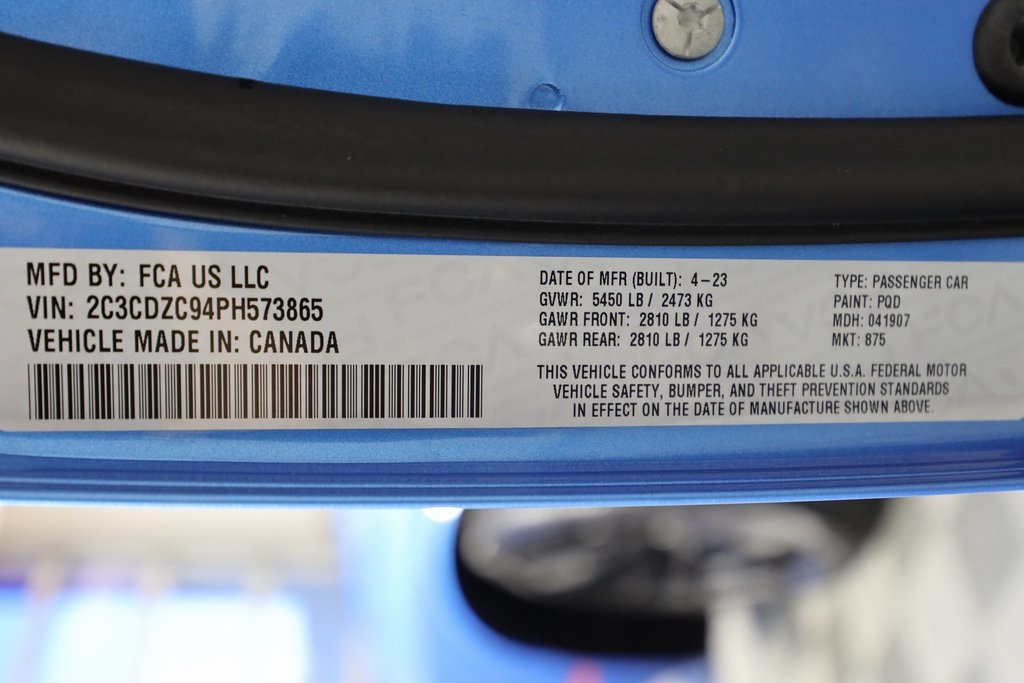 MFD BY: FCA US LLC
VIN: 2C3CDZC94PH573865
VEHICLE MADE IN: CANADA
DATE OF MFR (BUILT): 4-23
GVWR: 5450 LB / 2473 KG
GAWR FRONT: 2810 LB / 1275 KG
GAWR REAR: 2810 LB / 1275 KG
TYPE: PASSENGER CAR
PAINT: PQD
MDH: 041907
MKT: 875
THIS VEHICLE CONFORMS TO ALL APPLICABLE U.S.A. FEDERAL MOTOR
VEHICLE SAFETY, BUMPER, AND THEFT PREVENTION STANDARDS
IN EFFECT ON THE DATE OF MANUFACTURE SHOWN ABOVE.